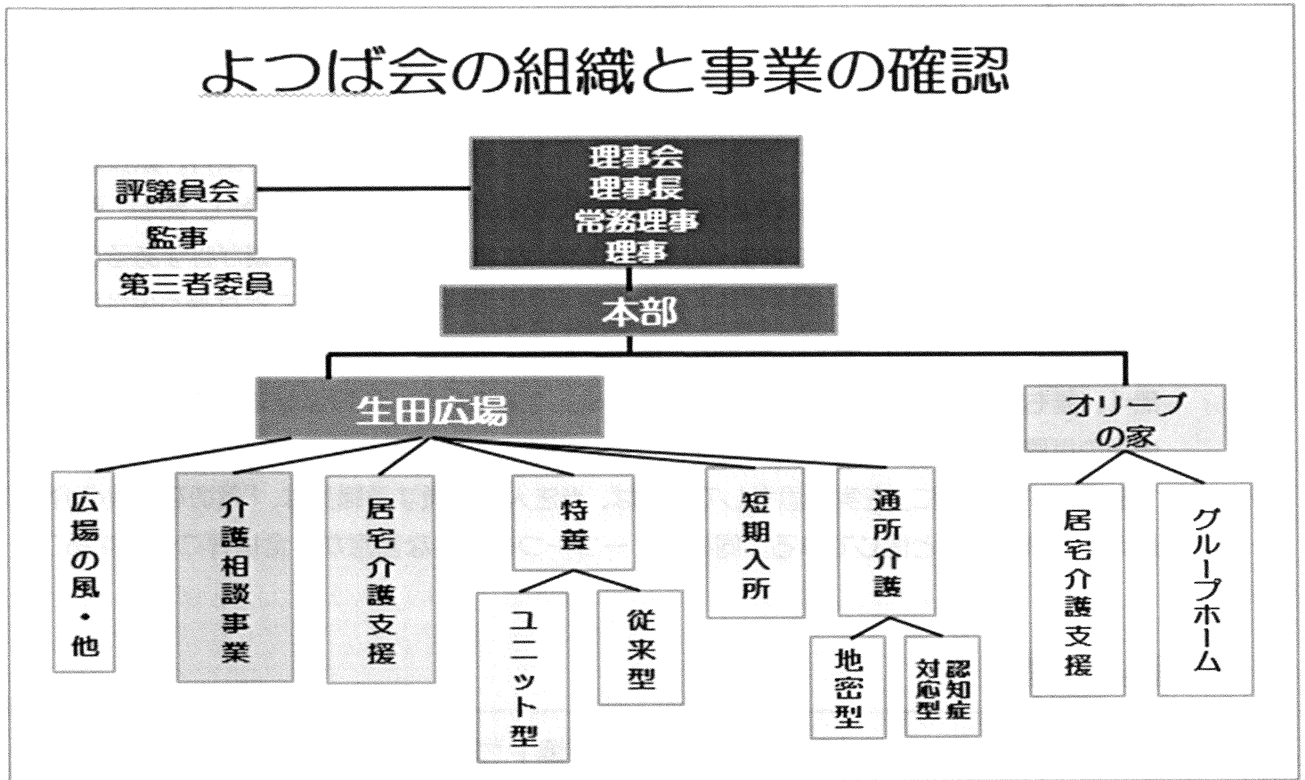 よつば会の組織と事業の確認
理事会
理事長
常務理事
理事
評議員会
監事
第三者委員
本部
生田広場
オリーブ
の家
広場の風・他
介護相談事業
居宅介護支援
特養
短期入所
通所介護
居宅介護支援
グループホーム
ユニット型
従来型
地密型
認知症
対応型